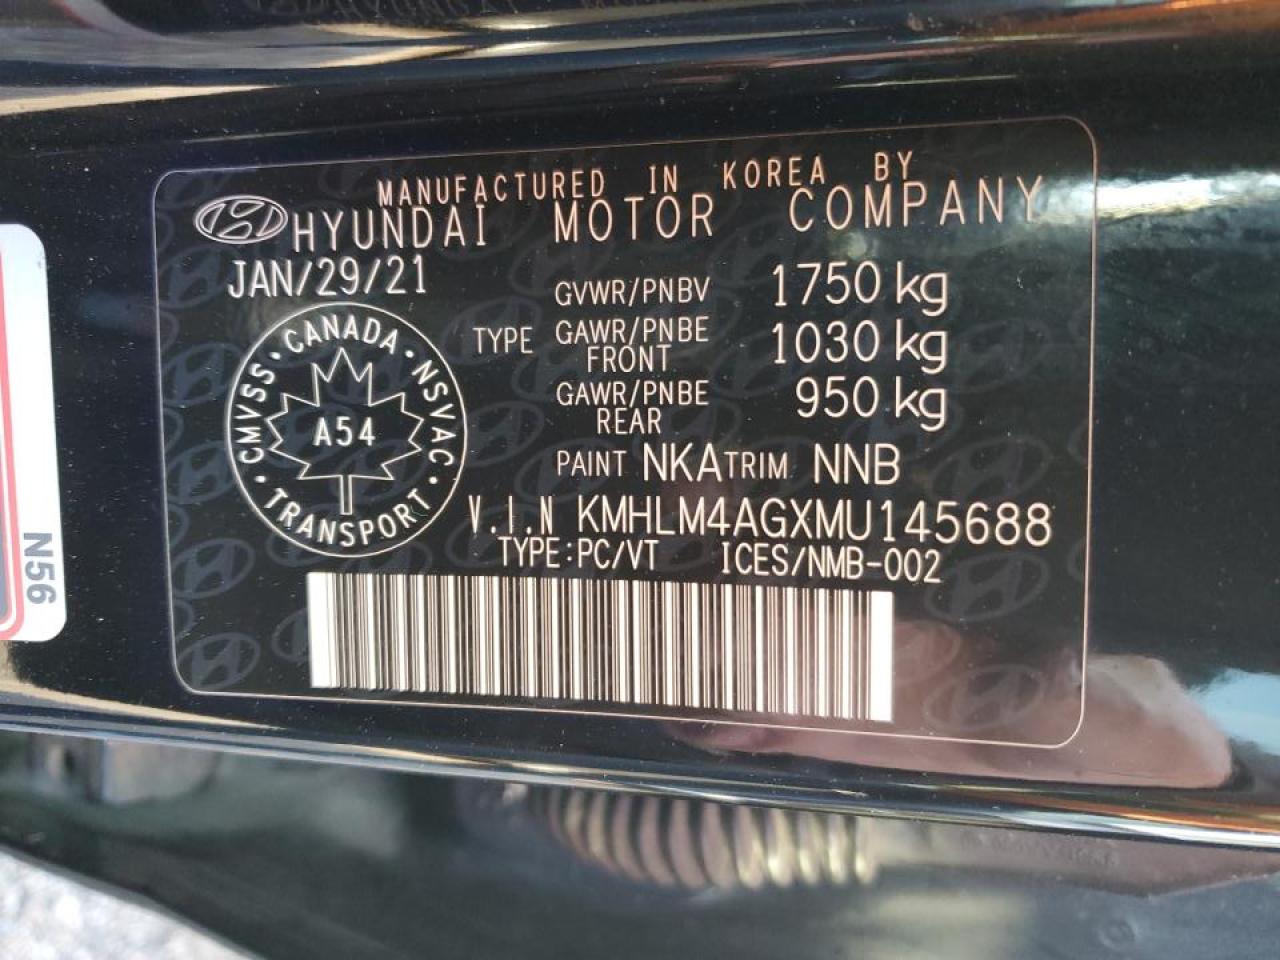 MANUFACTURED IN KOREA BY
HYUNDAI MOTOR COMPANY
JAN/29/21
GVWR/PNBV 1750 kg
TYPE GAWR/PNBE FRONT 1030 kg
GAWR/PNBE REAR 950 kg
CMVSS · CANADA · NSVAC · TRANSPORT ·
A54
PAINT NKA TRIM NNB
V.I.N KMHLM4AGXMU145688
TYPE:PC/VT ICES/NMB-002
N56